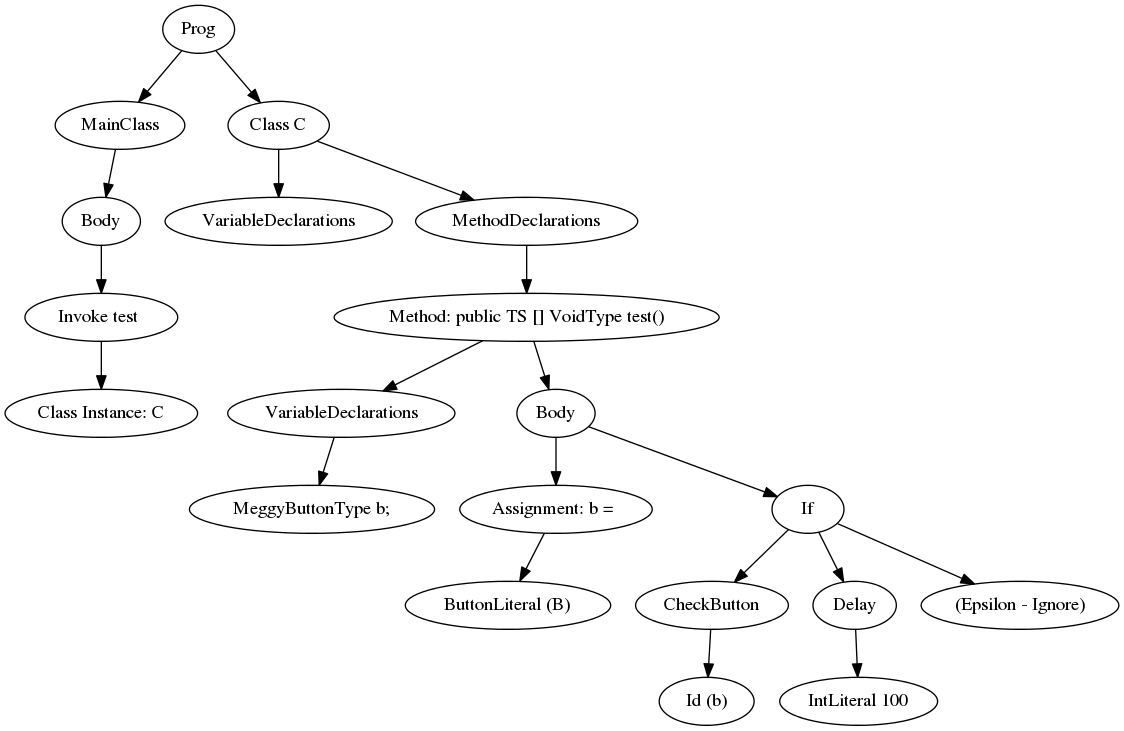 Prog
MainClass
Class C
Body
VariableDeclarations
MethodDeclarations
Invoke test
Method: public TS [] VoidType test()
Class Instance: C
VariableDeclarations
Body
MeggyButtonType b;
Assignment: b =
If
ButtonLiteral (B)
CheckButton
Delay
(Epsilon - Ignore)
Id (b)
IntLiteral 100